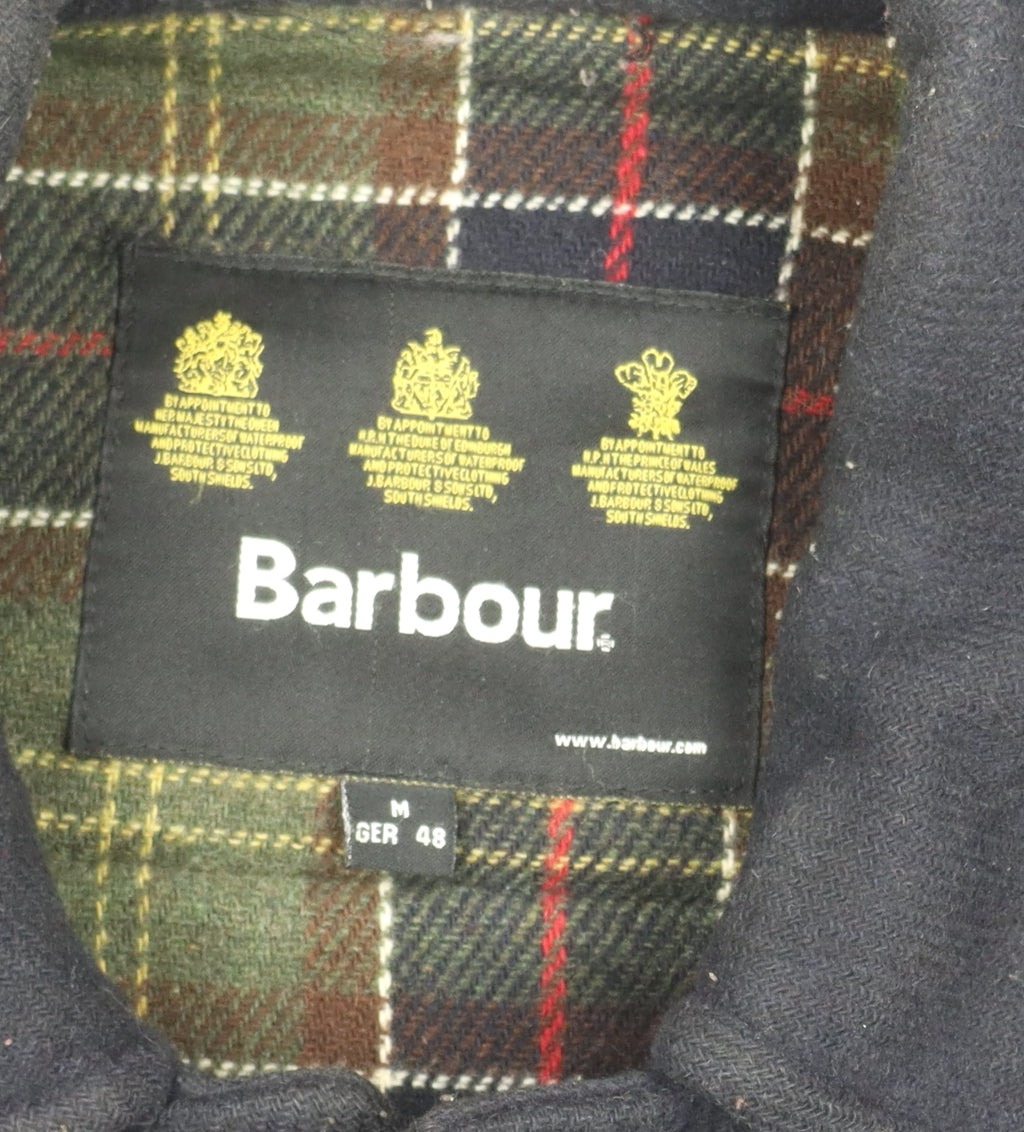 BY APPOINTMENT TO
HER MAJESTY THE QUEEN
MANUFACTURERS OF WATERPROOF
AND PROTECTIVE CLOTHING
J.BARBOUR & SONS LTD,
SOUTH SHIELDS.
BY APPOINTMENT TO
H.R.H THE DUKE OF EDINBURGH
MANUFACTURERS OF WATERPROOF
AND PROTECTIVE CLOTHING
J.BARBOUR & SONS LTD,
SOUTH SHIELDS.
BY APPOINTMENT TO
H.R.H THE PRINCE OF WALES
MANUFACTURERS OF WATERPROOF
AND PROTECTIVE CLOTHING
J.BARBOUR & SONS LTD,
SOUTH SHIELDS.
Barbour
www.barbour.com
M
GER 48